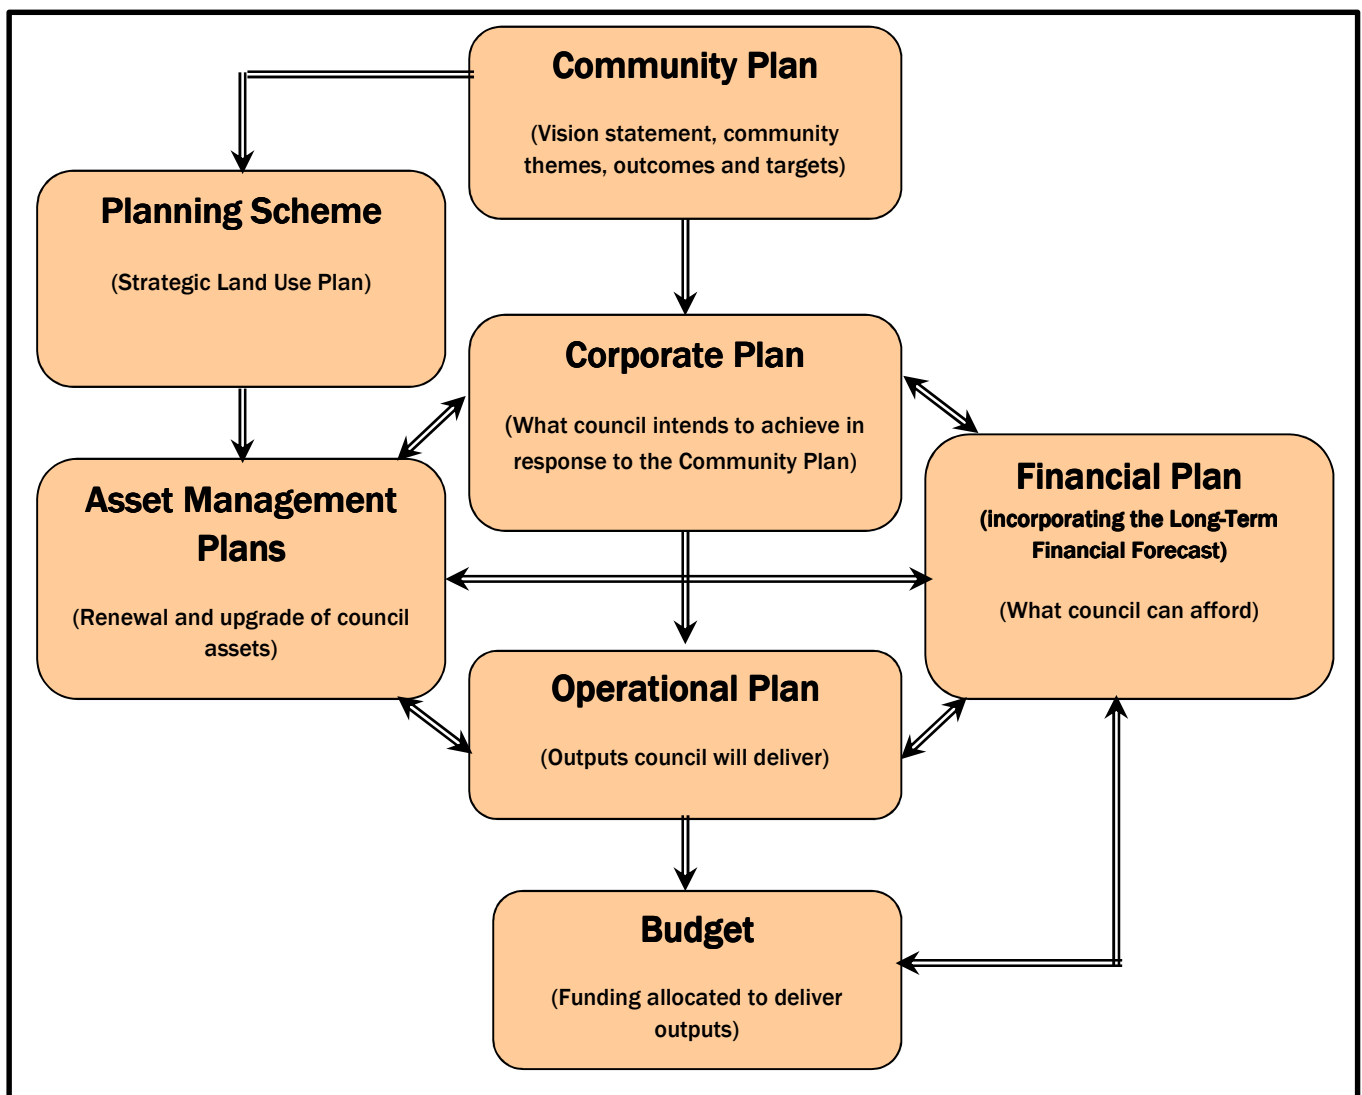 Community Plan
(Vision statement, community
themes, outcomes and targets)
Planning Scheme
(Strategic Land Use Plan)
Corporate Plan
(What council intends to achieve in
response to the Community Plan)
Asset Management
Plans
(Renewal and upgrade of council
assets)
Financial Plan
(incorporating the Long-Term
Financial Forecast)
(What council can afford)
Operational Plan
(Outputs council will deliver)
Budget
(Funding allocated to deliver
outputs)